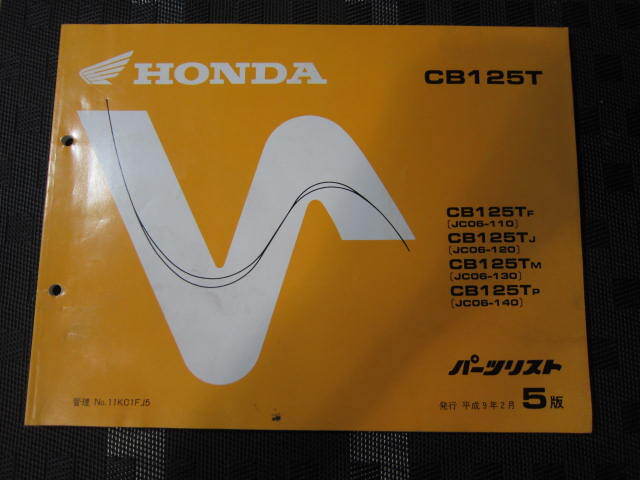 HONDA
CB125T
CB125TF
(JC06-110)
CB125TJ
(JC06-120)
CB125TM
(JC06-130)
CB125TP
(JC06-140)
パーツリスト
管理 No.11KC1FJ5
発行 平成9年2月 5版